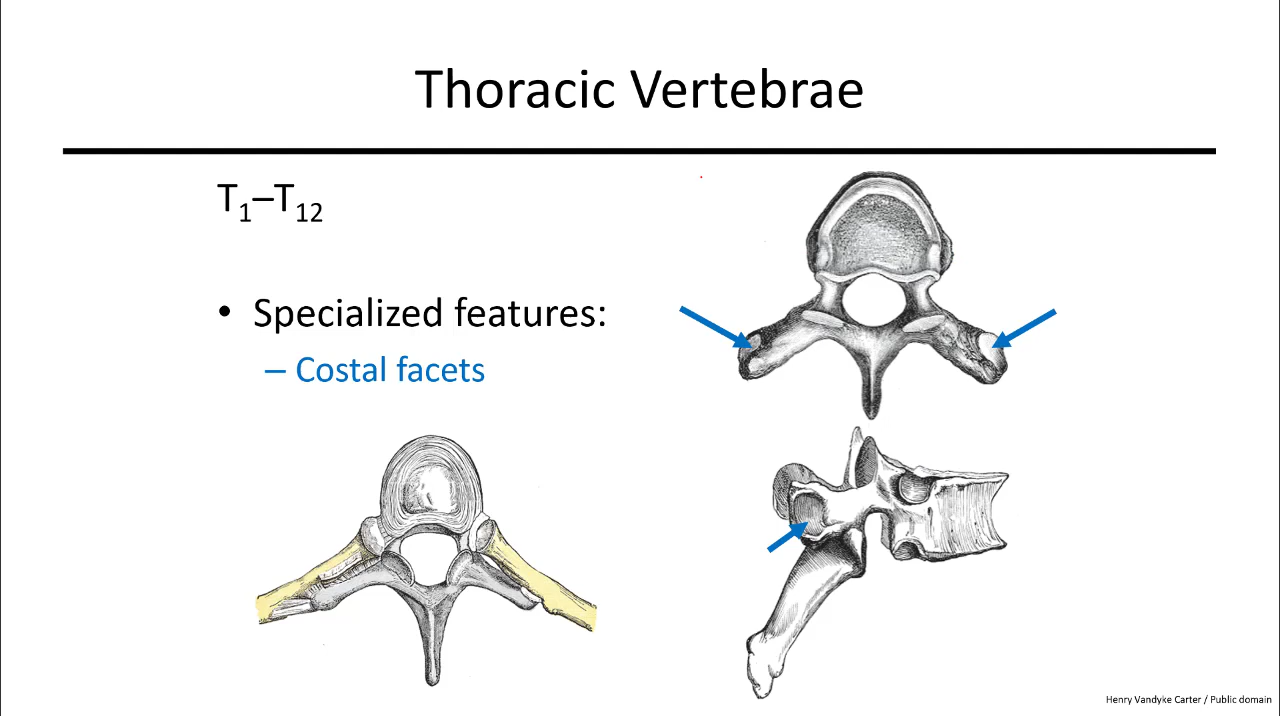 Thoracic Vertebrae
T₁–T₁₂
• Specialized features:
– Costal facets
Henry Vandyke Carter / Public domain